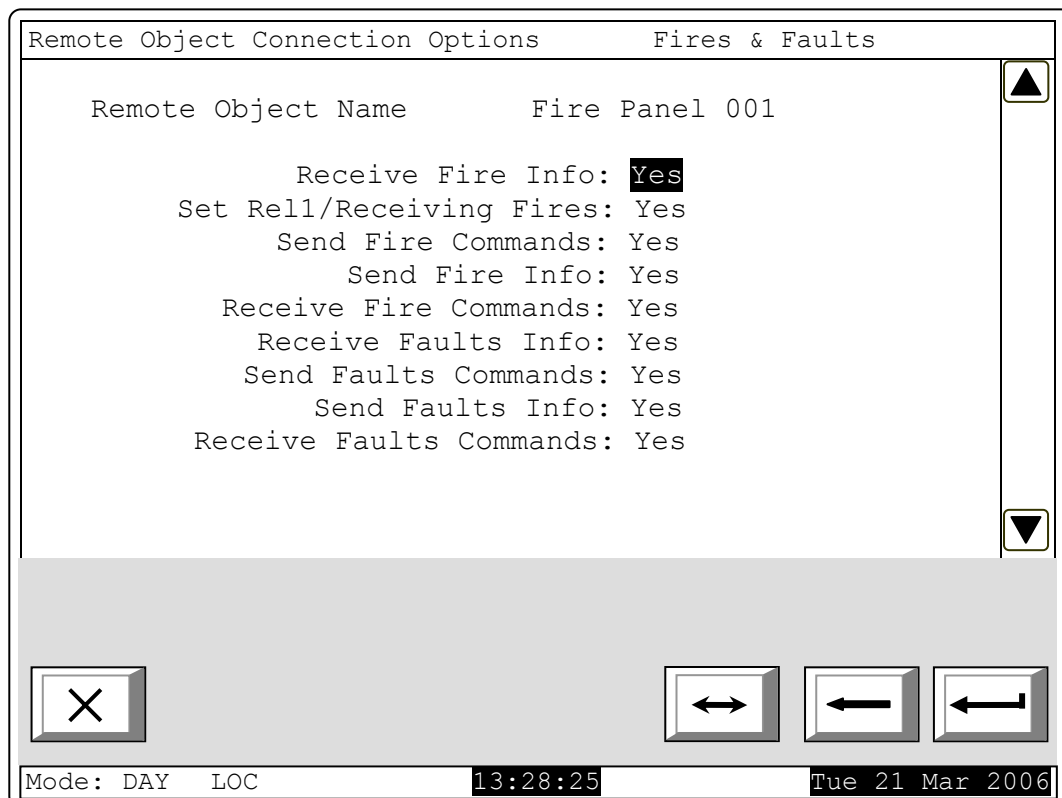 Remote Object Connection Options Fires & Faults
Remote Object Name Fire Panel 001
Receive Fire Info: Yes
Set Rel1/Receiving Fires: Yes
Send Fire Commands: Yes
Send Fire Info: Yes
Receive Fire Commands: Yes
Receive Faults Info: Yes
Send Faults Commands: Yes
Send Faults Info: Yes
Receive Faults Commands: Yes
Mode: DAY LOC 13:28:25 Tue 21 Mar 2006